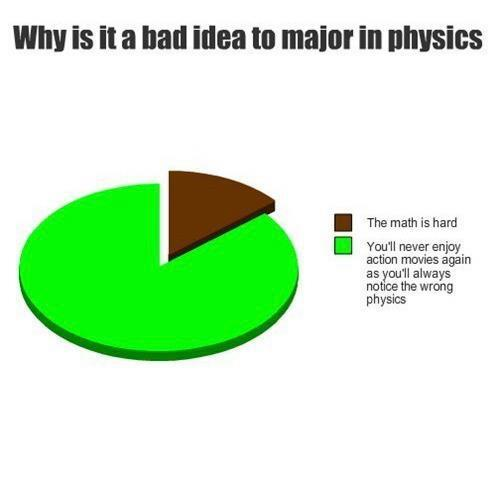 Why is it a bad idea to major in physics
The math is hard
You'll never enjoy
action movies again
as you'll always
notice the wrong
physics